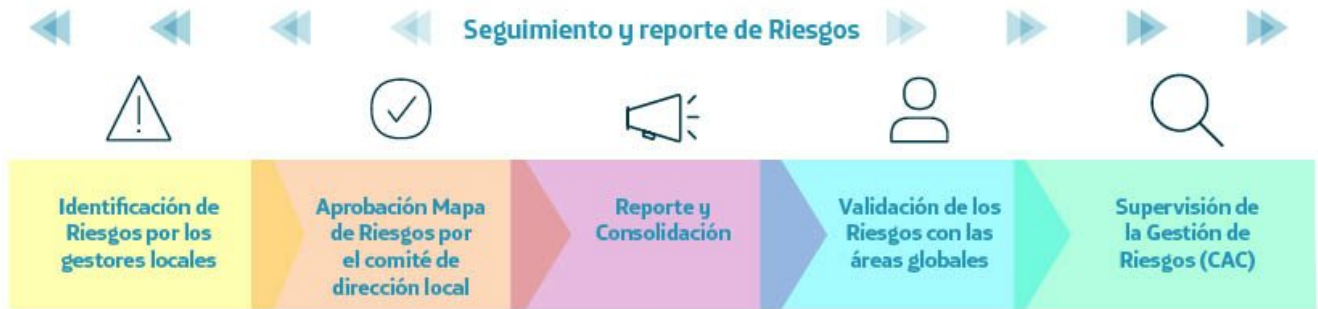 Seguimiento y reporte de Riesgos
Identificación de
Riesgos por los
gestores locales
Aprobación Mapa
de Riesgos por
el comité de
dirección local
Reporte y
Consolidación
Validación de los
Riesgos con las
áreas globales
Supervisión de
la Gestión de
Riesgos (CAC)